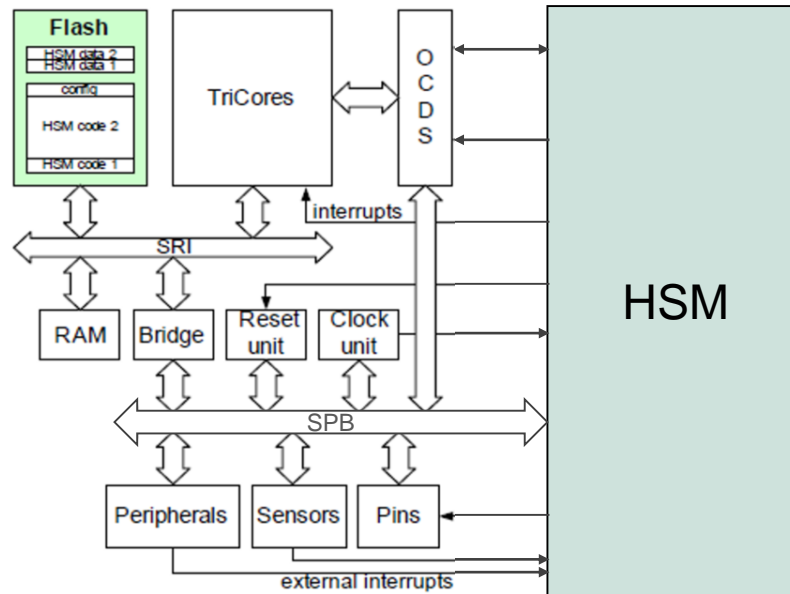 Flash
HSM data 2
HSM data 1
config
HSM code 2
HSM code 1
TriCores
O
C
D
S
interrupts
SRI
HSM
RAM
Bridge
Reset
unit
Clock
unit
SPB
Peripherals
Sensors
Pins
external interrupts